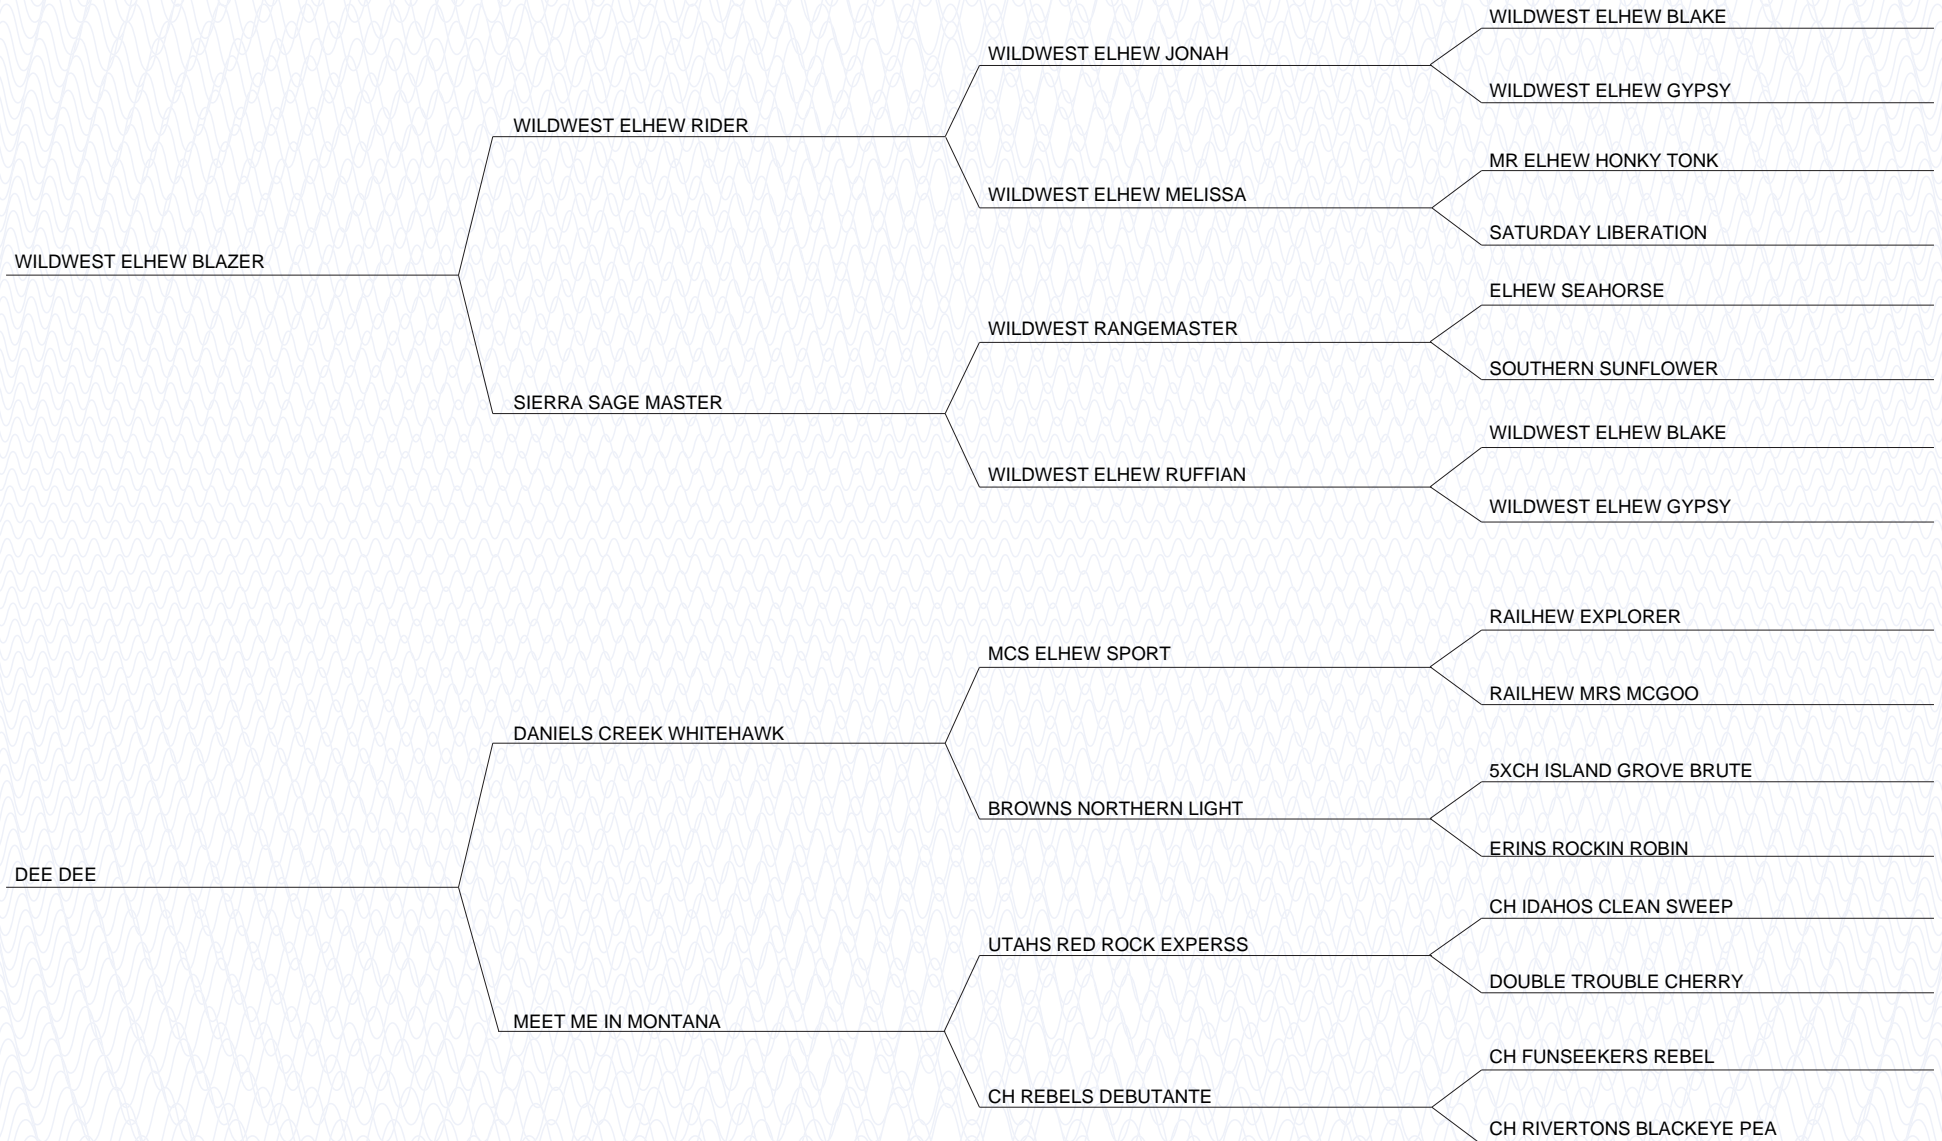 WILDWEST ELHEW BLAKE
WILDWEST ELHEW JONAH
WILDWEST ELHEW GYPSY
WILDWEST ELHEW RIDER
MR ELHEW HONKY TONK
WILDWEST ELHEW MELISSA
SATURDAY LIBERATION
WILDWEST ELHEW BLAZER
ELHEW SEAHORSE
WILDWEST RANGEMASTER
SOUTHERN SUNFLOWER
SIERRA SAGE MASTER
WILDWEST ELHEW BLAKE
WILDWEST ELHEW RUFFIAN
WILDWEST ELHEW GYPSY
RAILHEW EXPLORER
MCS ELHEW SPORT
RAILHEW MRS MCGOO
DANIELS CREEK WHITEHAWK
5XCH ISLAND GROVE BRUTE
BROWNS NORTHERN LIGHT
ERINS ROCKIN ROBIN
DEE DEE
CH IDAHOS CLEAN SWEEP
UTAHS RED ROCK EXPERSS
DOUBLE TROUBLE CHERRY
MEET ME IN MONTANA
CH FUNSEEKERS REBEL
CH REBELS DEBUTANTE
CH RIVERTONS BLACKEYE PEA